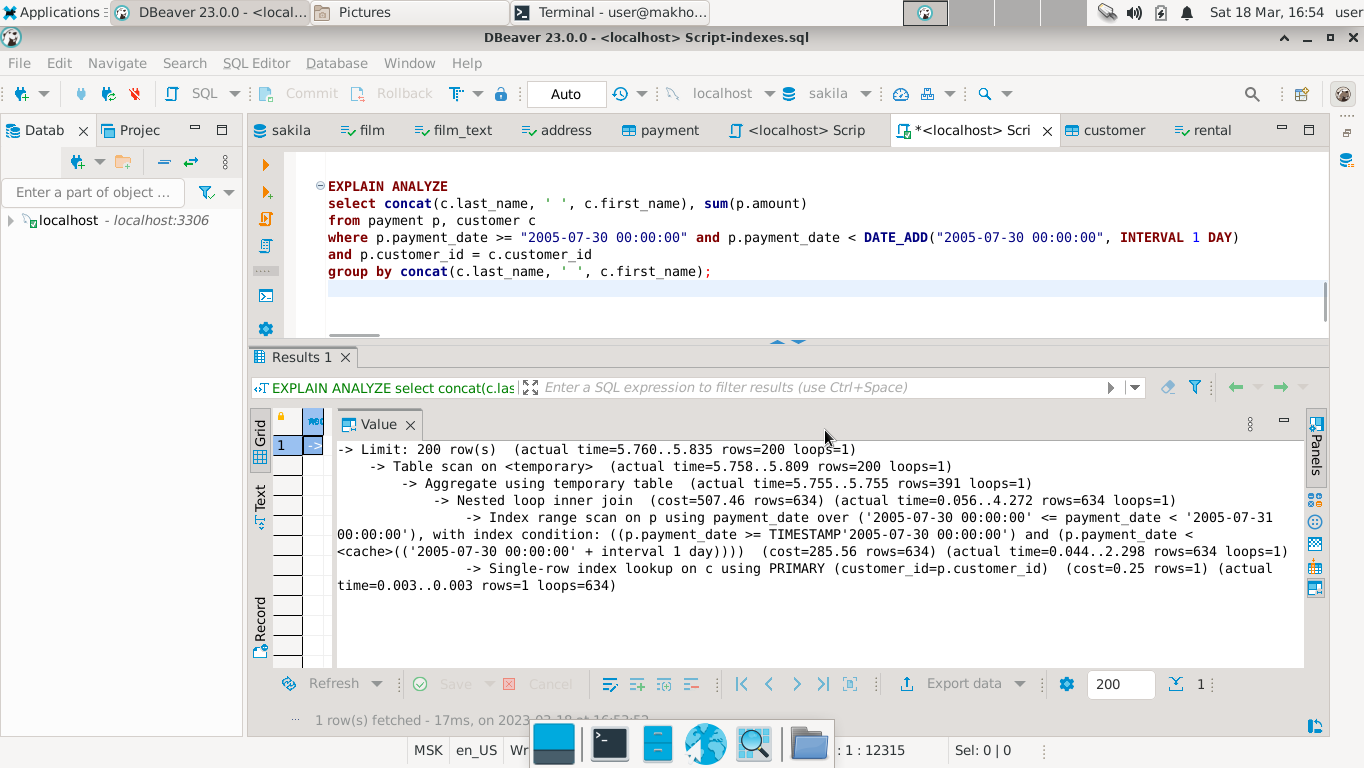 Applications
DBeaver 23.0.0 - <local...
Pictures
Terminal - user@makho...
Sat 18 Mar, 16:54
user
DBeaver 23.0.0 - <localhost> Script-indexes.sql
File Edit Navigate Search SQL Editor Database Window Help
SQL Commit Rollback Auto localhost sakila
Datab Projec
Enter a part of object ...
localhost - localhost:3306
sakila film film_text address payment <localhost> Scrip *<localhost> Scri customer rental
EXPLAIN ANALYZE
select concat(c.last_name, ' ', c.first_name), sum(p.amount)
from payment p, customer c
where p.payment_date >= "2005-07-30 00:00:00" and p.payment_date < DATE_ADD("2005-07-30 00:00:00", INTERVAL 1 DAY)
and p.customer_id = c.customer_id
group by concat(c.last_name, ' ', c.first_name);
Results 1
EXPLAIN ANALYZE select concat(c.las
Enter a SQL expression to filter results (use Ctrl+Space)
Grid
Text
Record
1
->
Value
-> Limit: 200 row(s)  (actual time=5.760..5.835 rows=200 loops=1)
-> Table scan on <temporary>  (actual time=5.758..5.809 rows=200 loops=1)
-> Aggregate using temporary table  (actual time=5.755..5.755 rows=391 loops=1)
-> Nested loop inner join  (cost=507.46 rows=634) (actual time=0.056..4.272 rows=634 loops=1)
-> Index range scan on p using payment_date over ('2005-07-30 00:00:00' <= payment_date < '2005-07-31
00:00:00'), with index condition: ((p.payment_date >= TIMESTAMP'2005-07-30 00:00:00') and (p.payment_date <
<cache>(('2005-07-30 00:00:00' + interval 1 day))))  (cost=285.56 rows=634) (actual time=0.044..2.298 rows=634 loops=1)
-> Single-row index lookup on c using PRIMARY (customer_id=p.customer_id)  (cost=0.25 rows=1) (actual
time=0.003..0.003 rows=1 loops=634)
Panels
Refresh Save Cancel Export data 200 1
1 row(s) fetched - 17ms, on 2023-03-18 at 16:53:52
MSK en_US Wr : 1 : 12315 Sel: 0 | 0